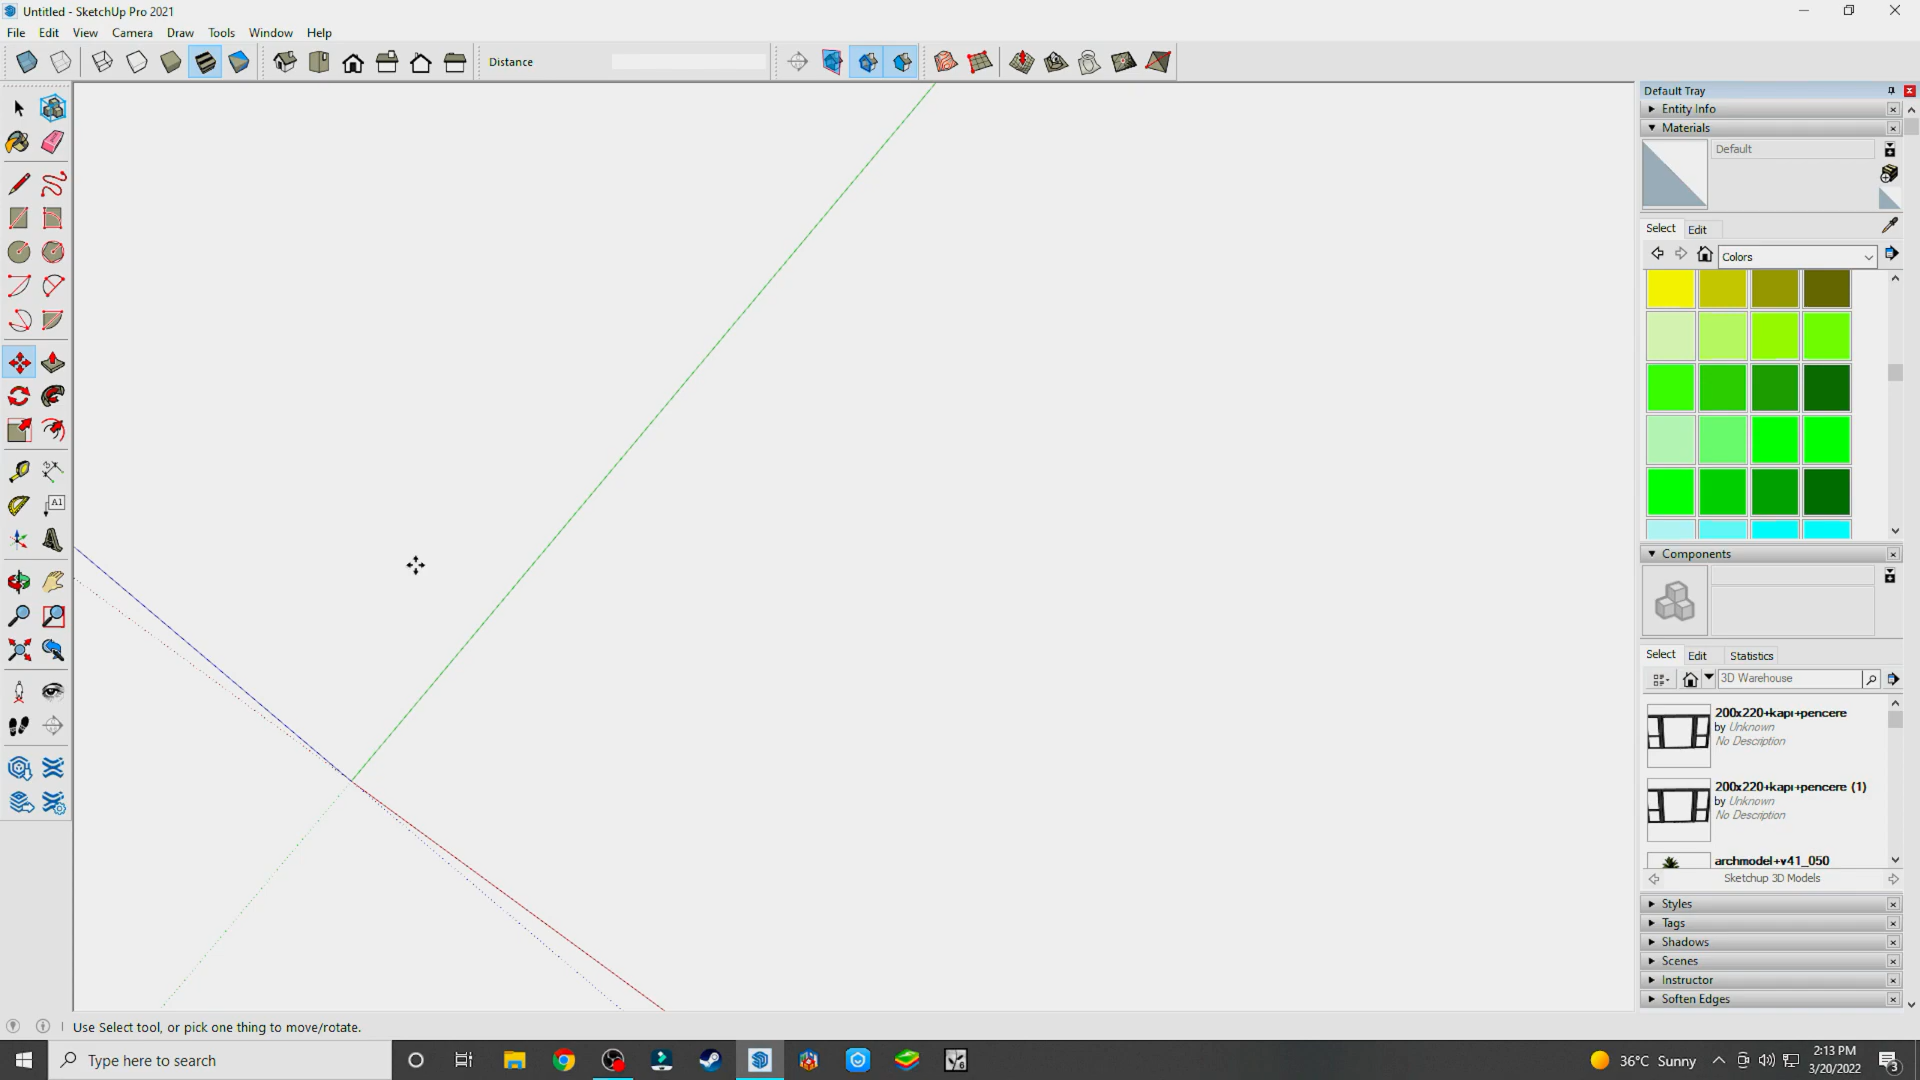 Untitled - SketchUp Pro 2021
File Edit View Camera Draw Tools Window Help
Distance
Default Tray
Entity Info
Materials
Default
Select Edit
Colors
A1
Components
Select Edit Statistics
3D Warehouse
200x220+kapı+pencere
by Unknown
No Description
200x220+kapı+pencere (1)
by Unknown
No Description
archmodel+v41_050
Sketchup 3D Models
Styles
Tags
Shadows
Scenes
Instructor
Soften Edges
Use Select tool, or pick one thing to move/rotate.
Type here to search
36°C Sunny
2:13 PM
3/20/2022
3